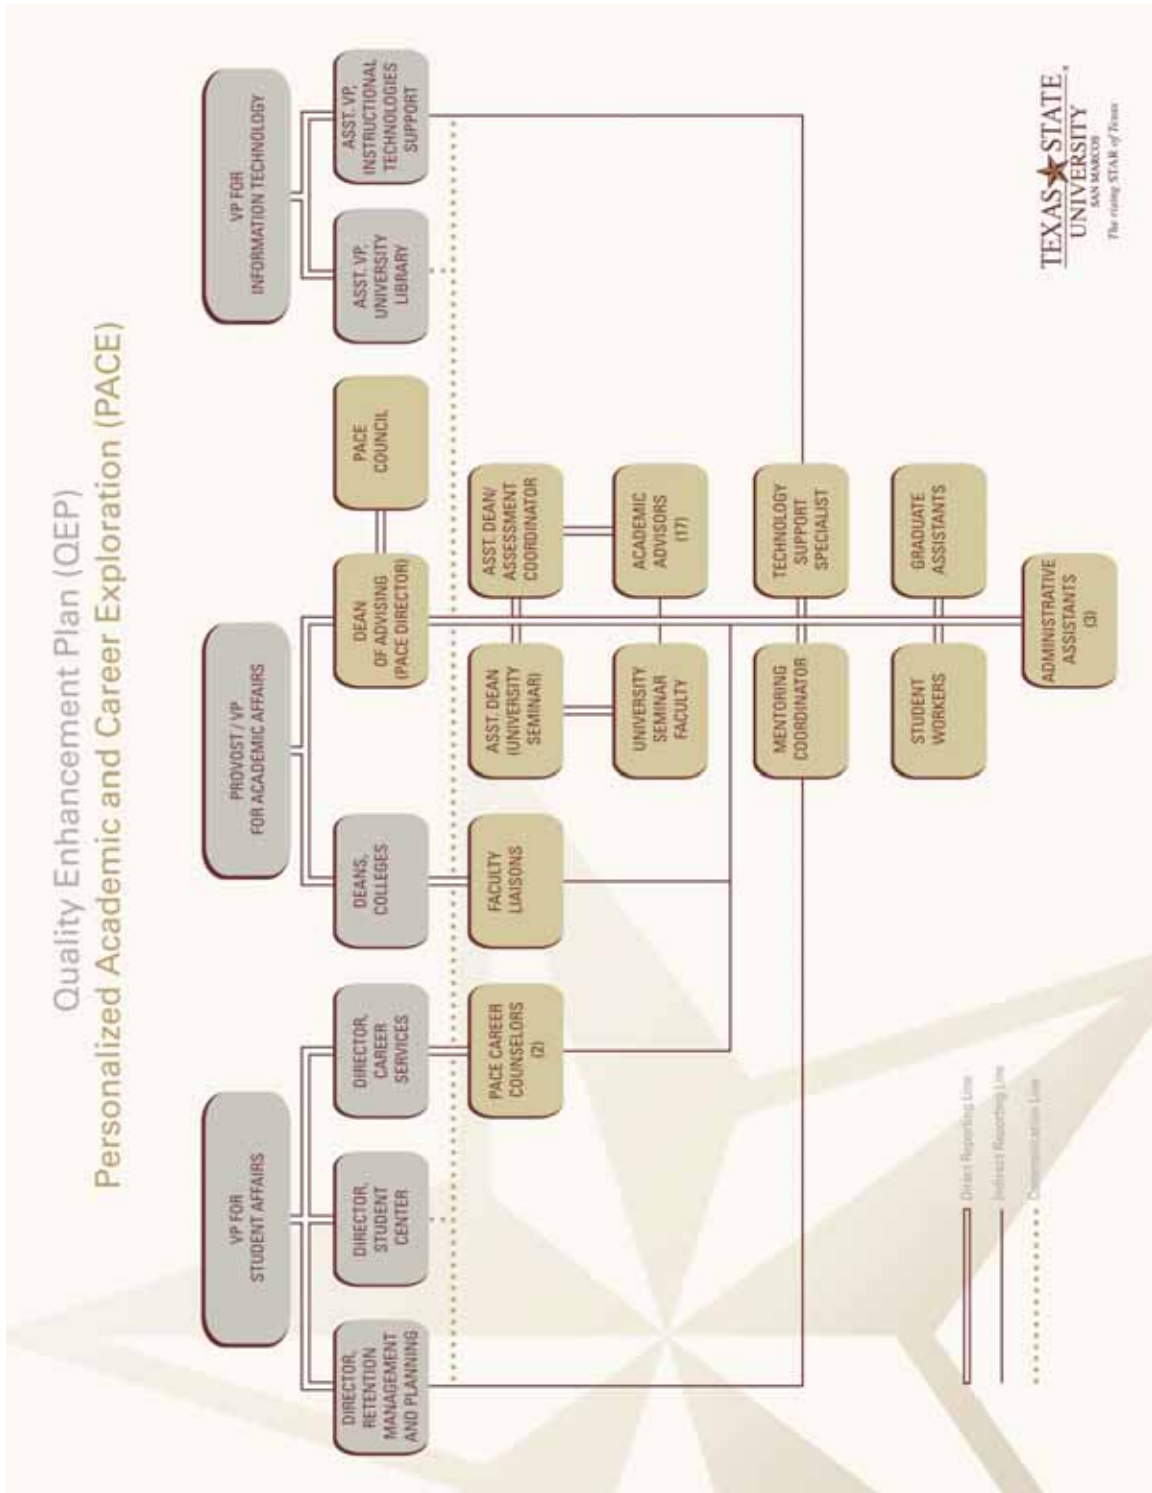 Quality Enhancement Plan (QEP)
Personalized Academic and Career Exploration (PACE)
VP FOR
STUDENT AFFAIRS
PROVOST / VP
FOR ACADEMIC AFFAIRS
VP FOR
INFORMATION TECHNOLOGY
DIRECTOR,
RETENTION
MANAGEMENT
AND PLANNING
DIRECTOR,
STUDENT
CENTER
DIRECTOR,
CAREER
SERVICES
DEANS,
COLLEGES
DEAN
OF ADVISING
(PACE DIRECTOR)
PACE
COUNCIL
ASST. VP,
UNIVERSITY
LIBRARY
ASST. VP,
INSTRUCTIONAL
TECHNOLOGIES
SUPPORT
PACE CAREER
COUNSELORS
(2)
FACULTY
LIAISONS
ASST. DEAN
(UNIVERSITY
SEMINAR)
ASST. DEAN/
ASSESSMENT
COORDINATOR
UNIVERSITY
SEMINAR
FACULTY
ACADEMIC
ADVISORS
(17)
MENTORING
COORDINATOR
TECHNOLOGY
SUPPORT
SPECIALIST
STUDENT
WORKERS
GRADUATE
ASSISTANTS
ADMINISTRATIVE
ASSISTANTS
(3)
Direct Reporting Line
Indirect Reporting Line
Communication Line
TEXAS STATE
UNIVERSITY
SAN MARCOS
The rising STAR of Texas